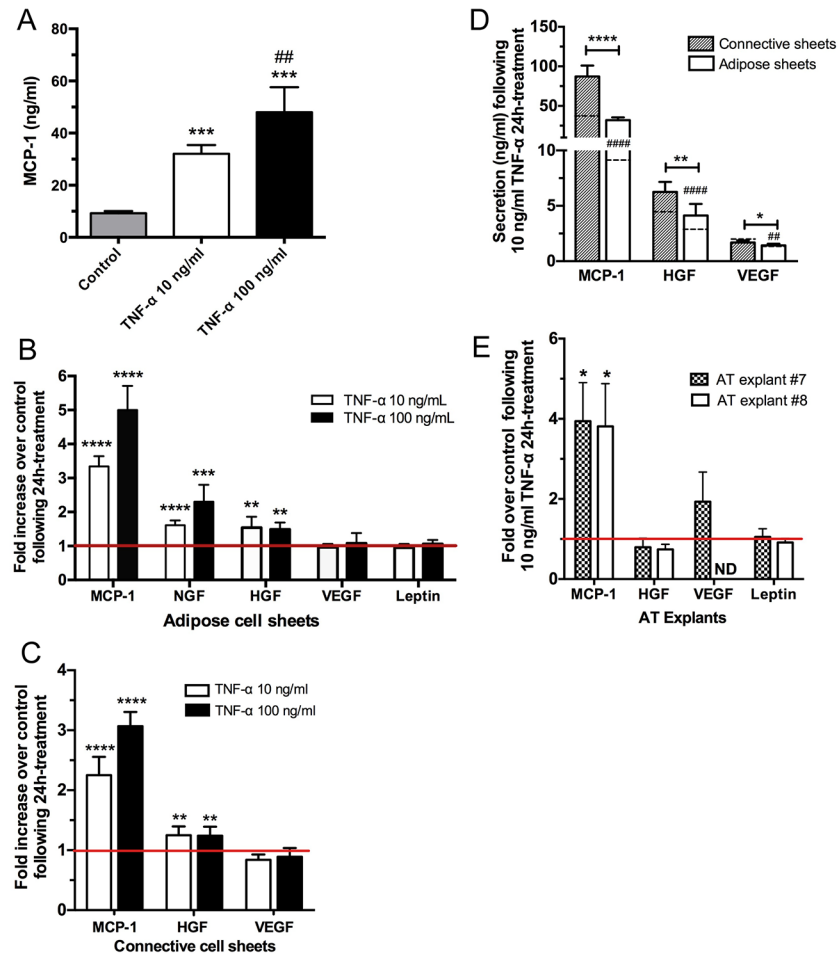 A
MCP-1 (ng/ml)
80
60
40
20
0
***
##
***
Control
TNF-α 10 ng/ml
TNF-α 100 ng/ml
B
Fold increase over control
following 24h-treatment
6
5
4
3
2
1
0
****
****
****
***
**
**
TNF-α 10 ng/mL
TNF-α 100 ng/mL
MCP-1 NGF HGF VEGF Leptin
Adipose cell sheets
C
Fold increase over control
following 24h-treatment
4
3
2
1
0
****
****
**
**
TNF-α 10 ng/ml
TNF-α 100 ng/ml
MCP-1 HGF VEGF
Connective cell sheets
D
Secretion (ng/ml) following
10 ng/ml TNF-α 24h-treatment
150
100
50
10
5
0
****
####
**
####
*
##
Connective sheets
Adipose sheets
MCP-1 HGF VEGF
E
Fold over control following
10 ng/ml TNF-α 24h-treatment
6
4
2
0
* *
ND
AT explant #7
AT explant #8
MCP-1 HGF VEGF Leptin
AT Explants